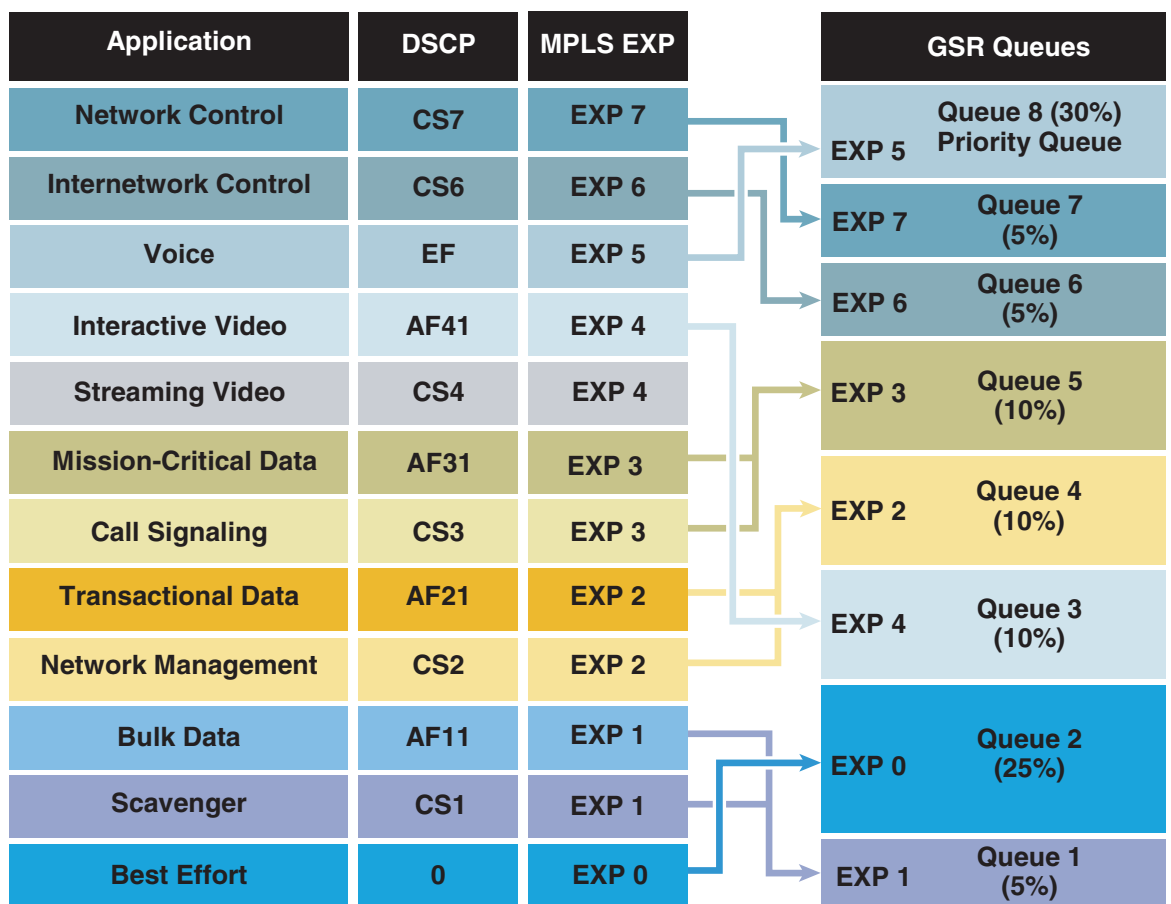 Application DSCP MPLS EXP GSR Queues
Network Control CS7 EXP 7
Internetwork Control CS6 EXP 6
Voice EF EXP 5
Interactive Video AF41 EXP 4
Streaming Video CS4 EXP 4
Mission-Critical Data AF31 EXP 3
Call Signaling CS3 EXP 3
Transactional Data AF21 EXP 2
Network Management CS2 EXP 2
Bulk Data AF11 EXP 1
Scavenger CS1 EXP 1
Best Effort 0 EXP 0
Queue 8 (30%)
EXP 5 Priority Queue
EXP 7 Queue 7
(5%)
EXP 6 Queue 6
(5%)
EXP 3 Queue 5
(10%)
EXP 2 Queue 4
(10%)
EXP 4 Queue 3
(10%)
EXP 0 Queue 2
(25%)
EXP 1 Queue 1
(5%)